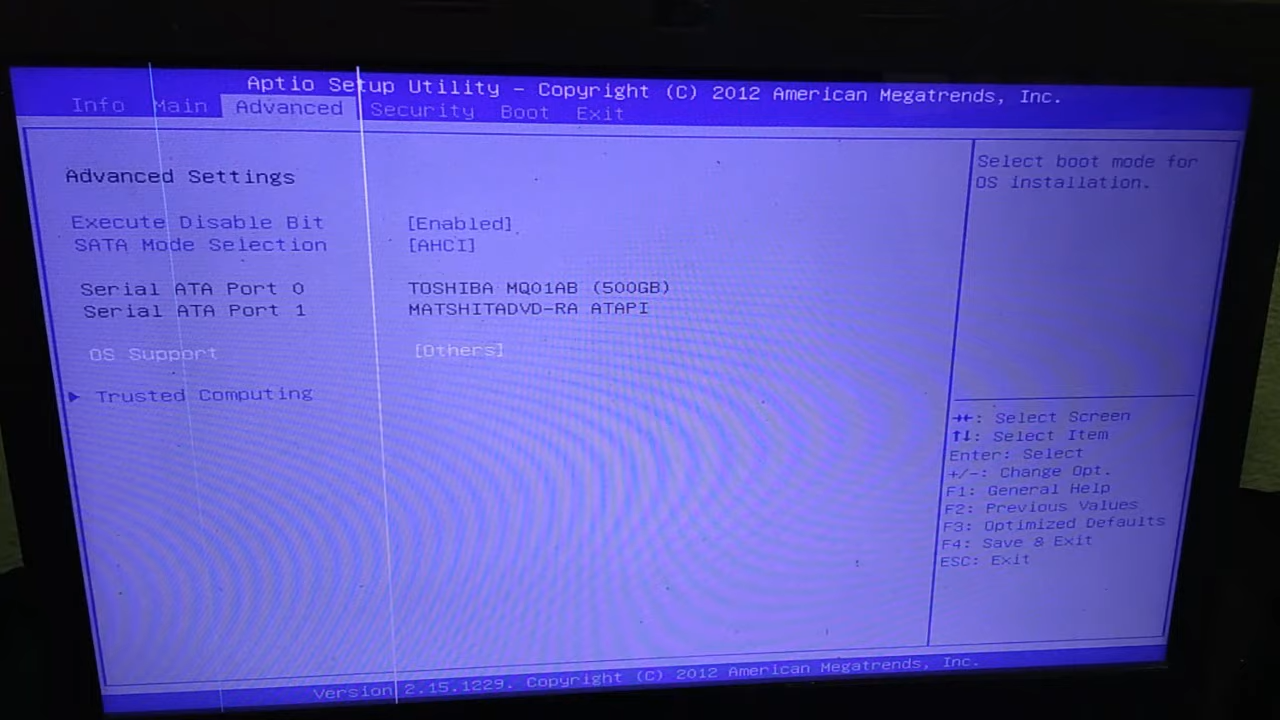 Aptio Setup Utility – Copyright (C) 2012 American Megatrends, Inc.
Info Main Advanced Security Boot Exit
Advanced Settings
Execute Disable Bit [Enabled]
SATA Mode Selection [AHCI]
Serial ATA Port 0 TOSHIBA MQ01AB (500GB)
Serial ATA Port 1 MATSHITADVD-RA ATAPI
OS Support [Others]
► Trusted Computing
Select boot mode for
OS installation.
→←: Select Screen
↑↓: Select Item
Enter: Select
+/-: Change Opt.
F1: General Help
F2: Previous Values
F3: Optimized Defaults
F4: Save & Exit
ESC: Exit
Version 2.15.1229. Copyright (C) 2012 American Megatrends, Inc.